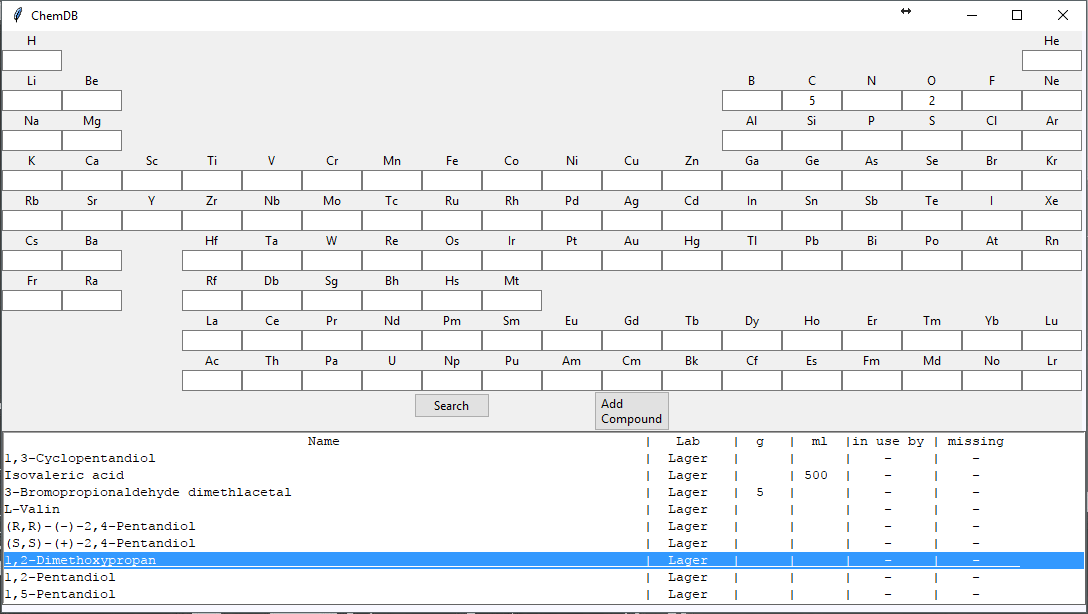 ChemDB
H He
Li Be B C N O F Ne
5 2
Na Mg Al Si P S Cl Ar
K Ca Sc Ti V Cr Mn Fe Co Ni Cu Zn Ga Ge As Se Br Kr
Rb Sr Y Zr Nb Mo Tc Ru Rh Pd Ag Cd In Sn Sb Te I Xe
Cs Ba Hf Ta W Re Os Ir Pt Au Hg Tl Pb Bi Po At Rn
Fr Ra Rf Db Sg Bh Hs Mt
La Ce Pr Nd Pm Sm Eu Gd Tb Dy Ho Er Tm Yb Lu
Ac Th Pa U Np Pu Am Cm Bk Cf Es Fm Md No Lr
Search
Add
Compound
Name | Lab | g | ml |in use by | missing
1,3-Cyclopentandiol | Lager | | | - | -
Isovaleric acid | Lager | | 500 | - | -
3-Bromopropionaldehyde dimethlacetal | Lager | 5 | | - | -
L-Valin | Lager | | | - | -
(R,R)-(-)-2,4-Pentandiol | Lager | | | - | -
(S,S)-(+)-2,4-Pentandiol | Lager | | | - | -
1,2-Dimethoxypropan | Lager | | | - | -
1,2-Pentandiol | Lager | | | - | -
1,5-Pentandiol | Lager | | | - | -